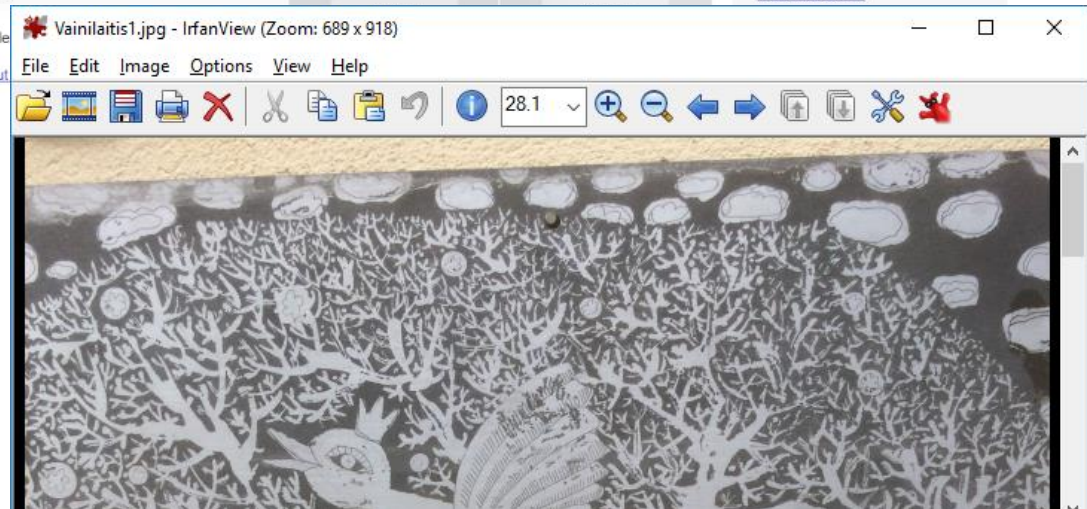 Vainilaitis1.jpg - IrfanView (Zoom: 689 x 918)
File Edit Image Options View Help
28.1